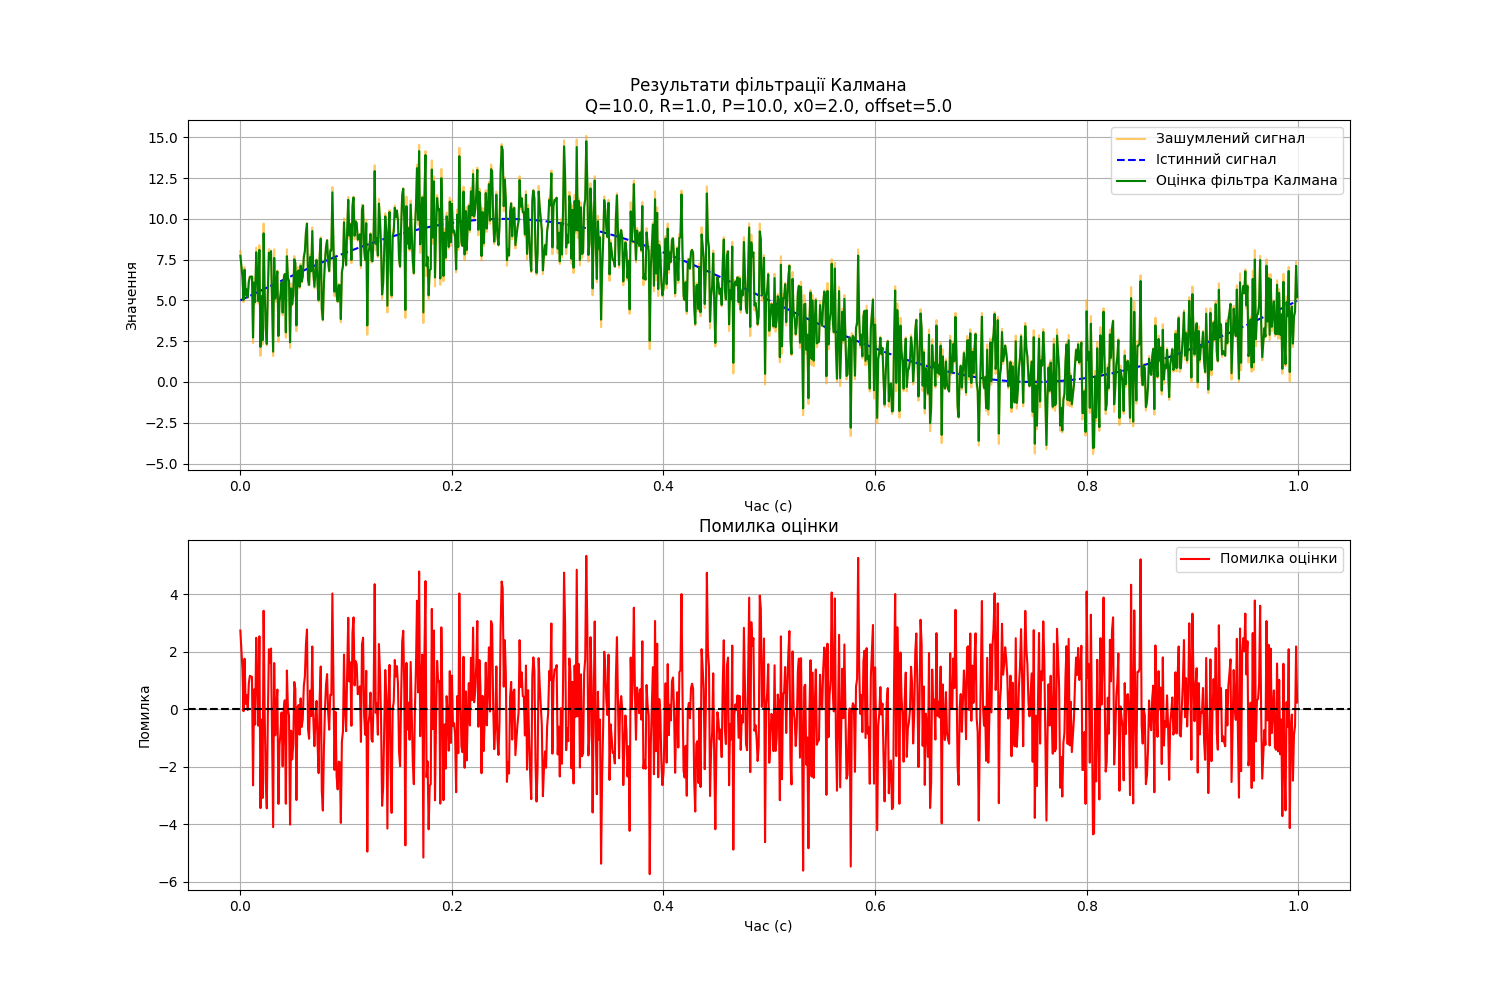 Результати фільтрації Калмана
Q=10.0, R=1.0, P=10.0, x0=2.0, offset=5.0
Зашумлений сигнал
Істинний сигнал
Оцінка фільтра Калмана
Значення
15.0
12.5
10.0
7.5
5.0
2.5
0.0
−2.5
−5.0
0.0 0.2 0.4 0.6 0.8 1.0
Час (с)
Помилка оцінки
Помилка оцінки
Помилка
4
2
0
−2
−4
−6
0.0 0.2 0.4 0.6 0.8 1.0
Час (с)